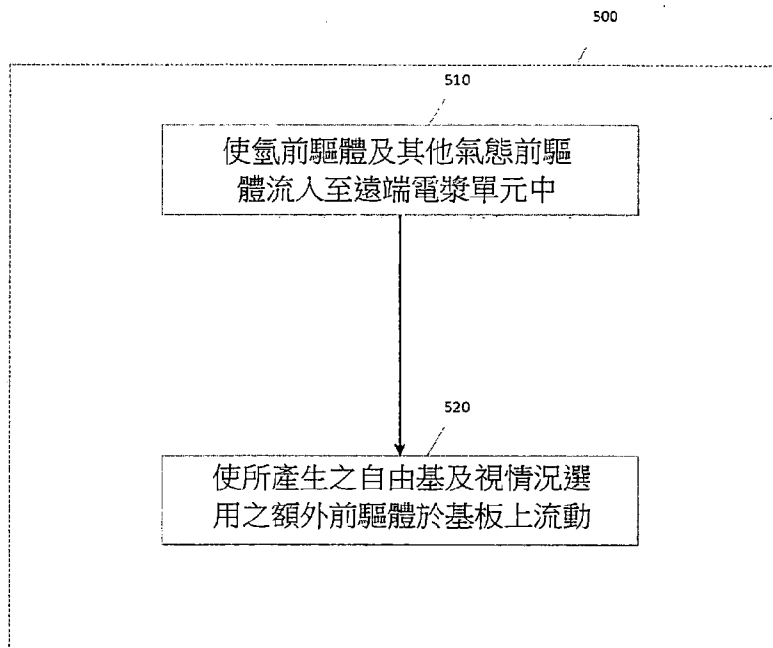 500
510
使氫前驅體及其他氣態前驅
體流入至遠端電漿單元中
520
使所產生之自由基及視情況選
用之額外前驅體於基板上流動